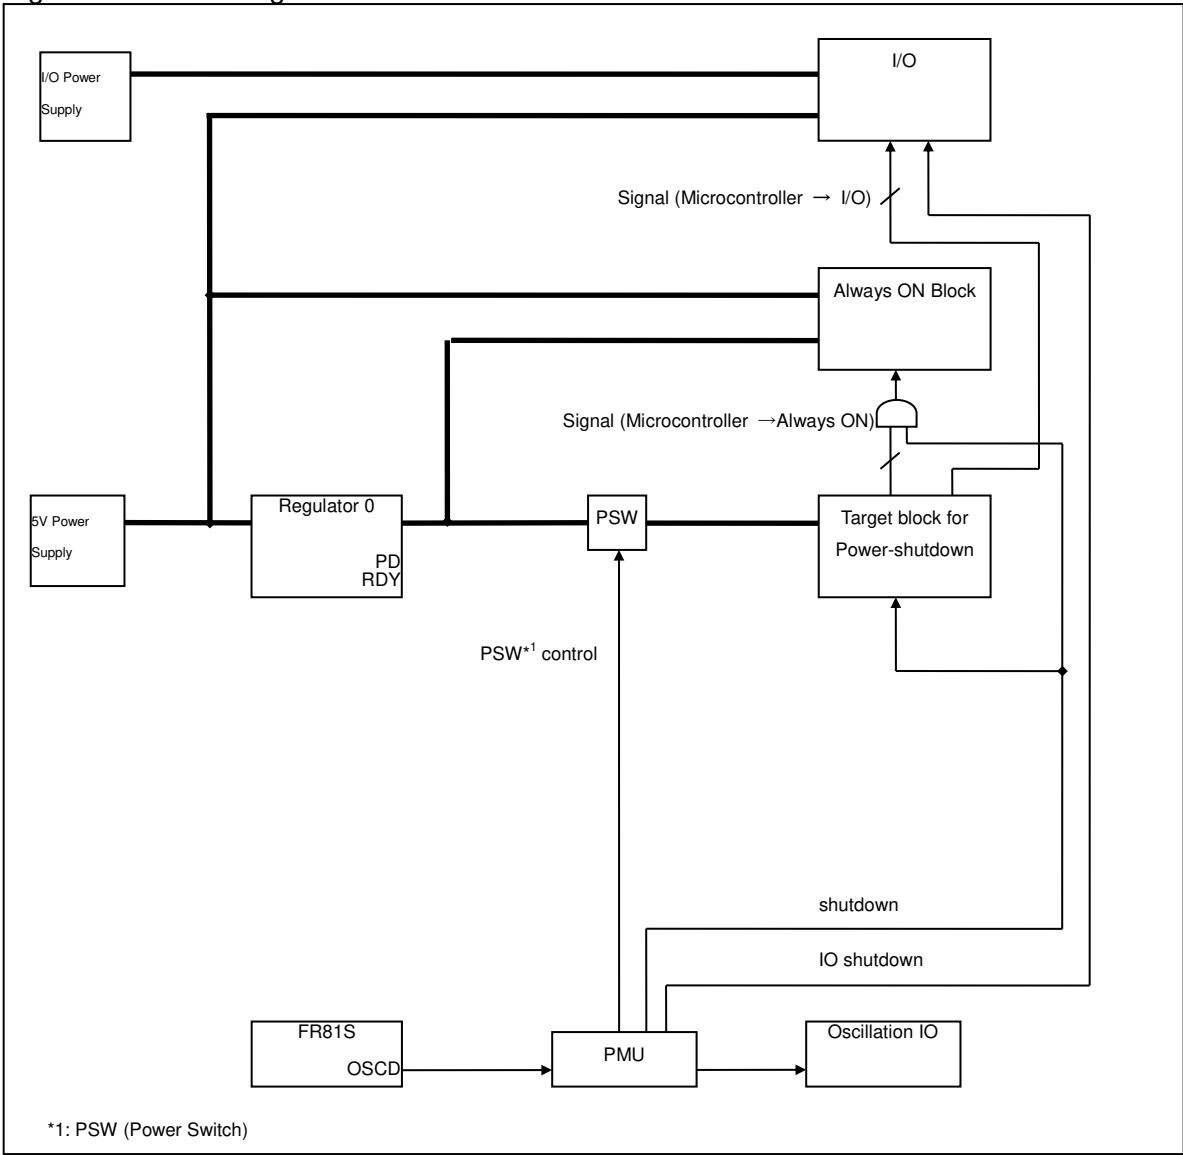 I/O Power
Supply
I/O
Signal (Microcontroller → I/O)
Always ON Block
Signal (Microcontroller →Always ON)
5V Power
Supply
Regulator 0
PD
RDY
PSW
Target block for
Power-shutdown
PSW*1 control
shutdown
IO shutdown
FR81S
OSCD
PMU
Oscillation IO
*1: PSW (Power Switch)